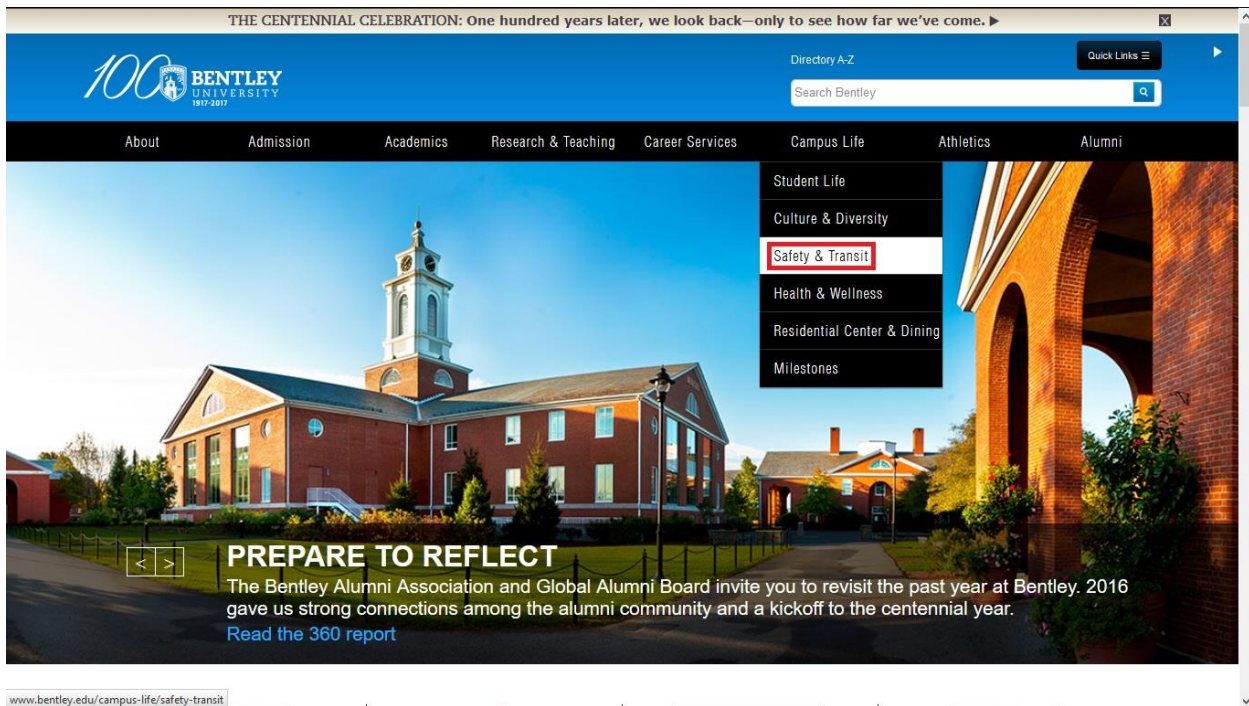 THE CENTENNIAL CELEBRATION: One hundred years later, we look back—only to see how far we've come. ▶
X
100
BENTLEY
UNIVERSITY
1917-2017
Directory A-Z
Quick Links ☰
Search Bentley
About
Admission
Academics
Research & Teaching
Career Services
Campus Life
Athletics
Alumni
Student Life
Culture & Diversity
Safety & Transit
Health & Wellness
Residential Center & Dining
Milestones
< >
PREPARE TO REFLECT
The Bentley Alumni Association and Global Alumni Board invite you to revisit the past year at Bentley. 2016
gave us strong connections among the alumni community and a kickoff to the centennial year.
Read the 360 report
www.bentley.edu/campus-life/safety-transit